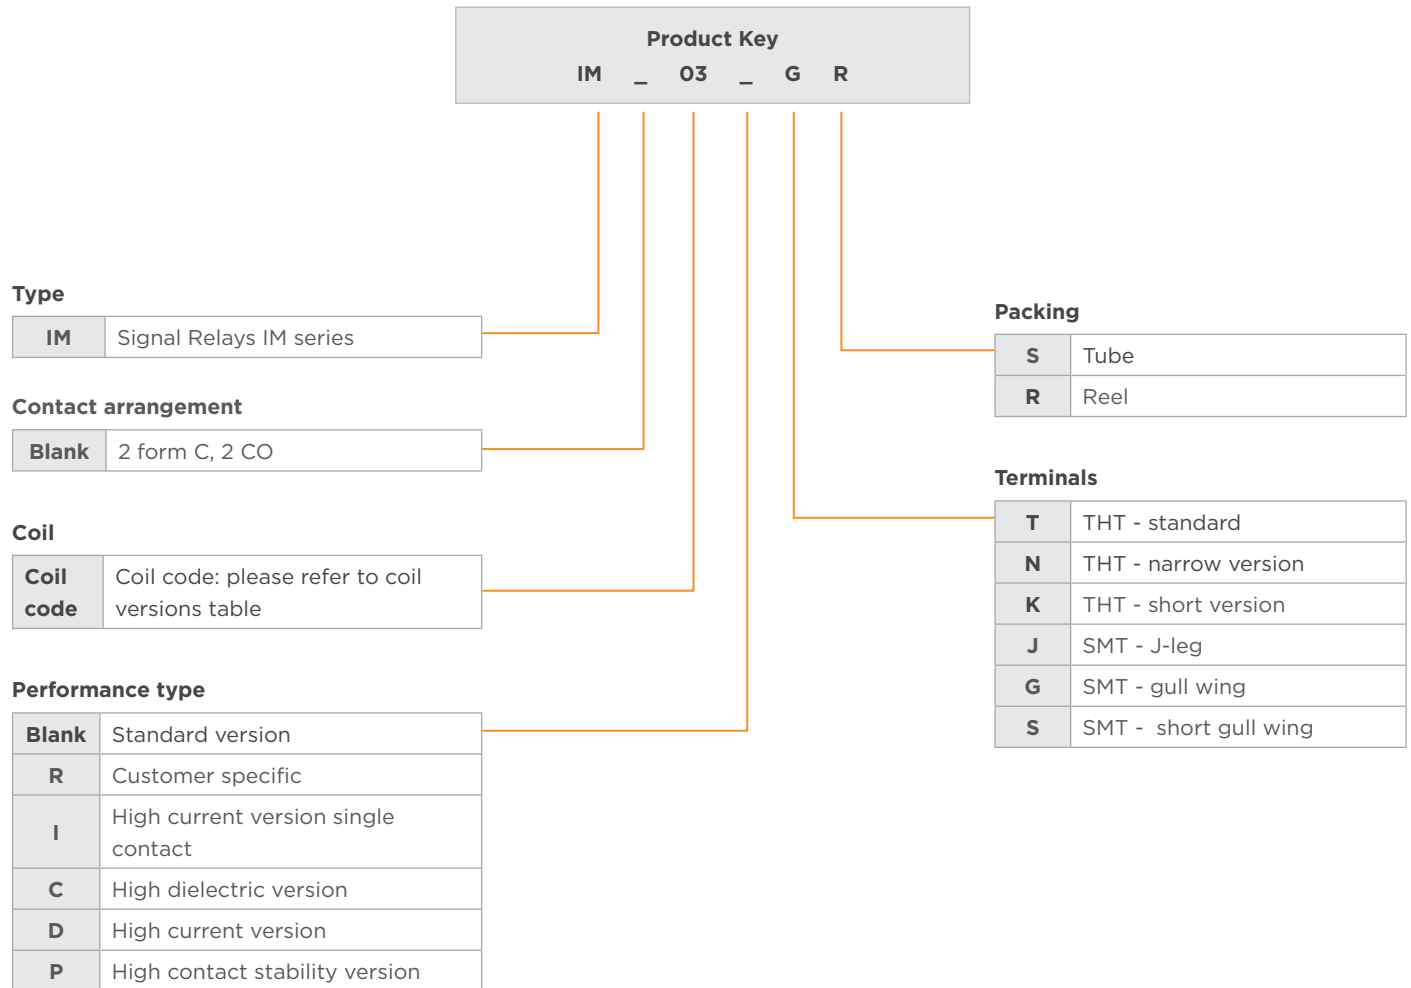 Product Key
IM _ 03 _ G R
Type
IM Signal Relays IM series
Contact arrangement
Blank 2 form C, 2 CO
Coil
Coil code Coil code: please refer to coil
versions table
Performance type
Blank Standard version
R Customer specific
I High current version single
contact
C High dielectric version
D High current version
P High contact stability version
Packing
S Tube
R Reel
Terminals
T THT - standard
N THT - narrow version
K THT - short version
J SMT - J-leg
G SMT - gull wing
S SMT - short gull wing